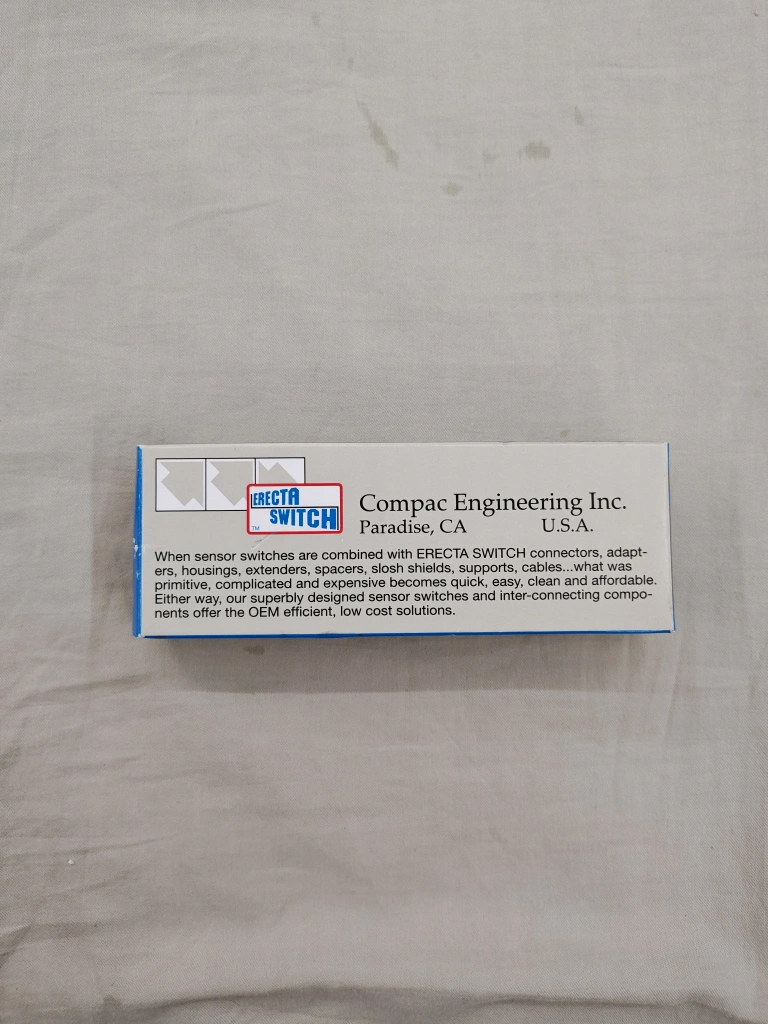 ERECTA
SWITCH
TM
Compac Engineering Inc.
Paradise, CA U.S.A.
When sensor switches are combined with ERECTA SWITCH connectors, adapt-
ers, housings, extenders, spacers, slosh shields, supports, cables...what was
primitive, complicated and expensive becomes quick, easy, clean and affordable.
Either way, our superbly designed sensor switches and inter-connecting compo-
nents offer the OEM efficient, low cost solutions.